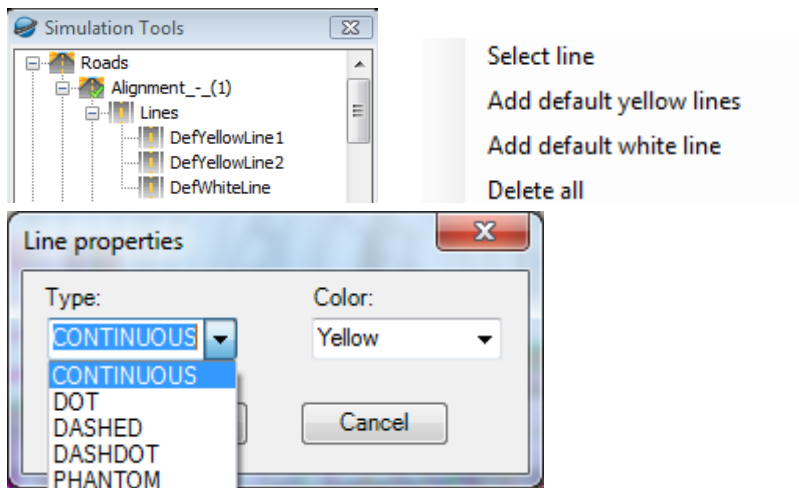 Simulation Tools
Roads
Alignment_-_(1)
Lines
DefYellowLine1
DefYellowLine2
DefWhiteLine
Select line
Add default yellow lines
Add default white line
Delete all
Line properties
Type:
Color:
CONTINUOUS
Yellow
CONTINUOUS
DOT
DASHED
DASHDOT
PHANTOM
Cancel